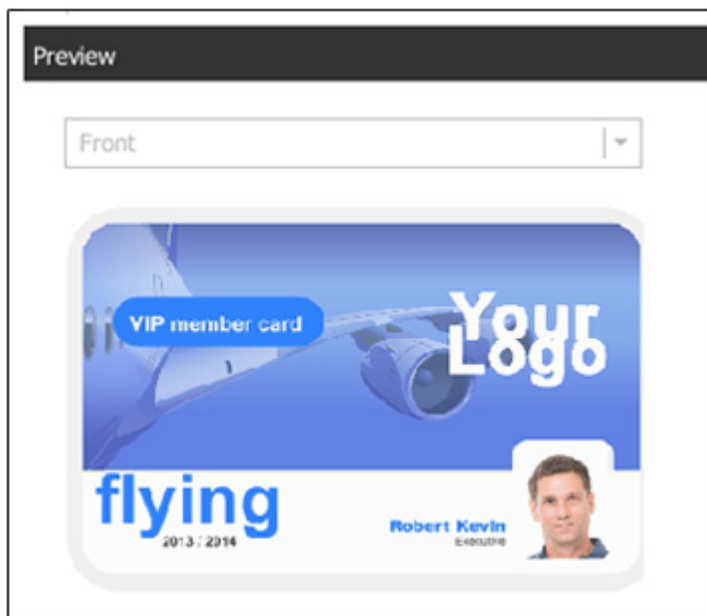 Preview
Front
VIP member card
Your
Logo
flying
2013 / 2014
Robert Kevin
Executive